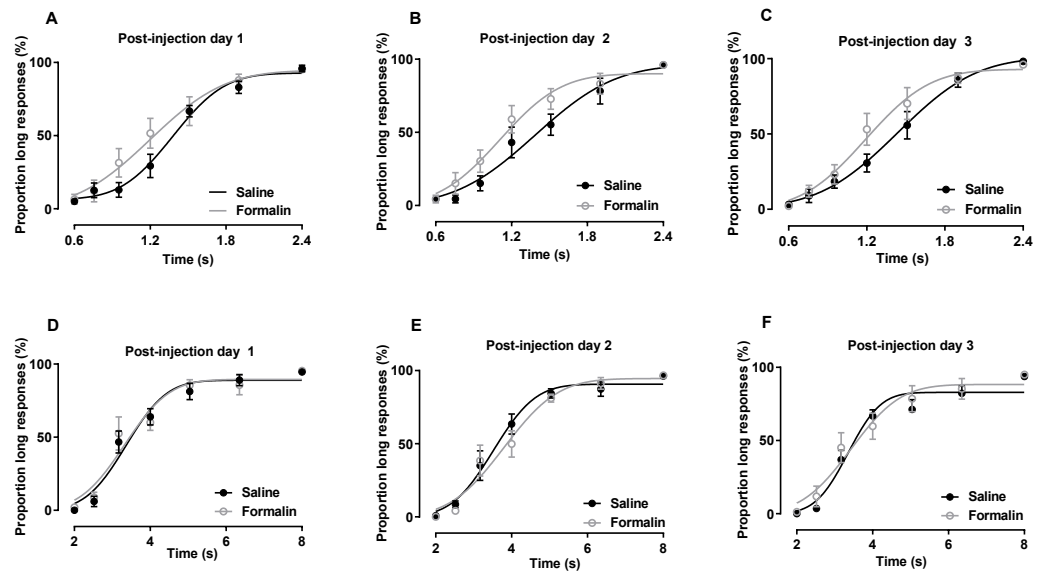 A
Post-injection day 1
Proportion long responses (%)
100
50
0
0.6 1.2 1.8 2.4
Time (s)
Saline
Formalin
B
Post-injection day 2
Proportion long responses (%)
100
50
0
0.6 1.2 1.8 2.4
Time (s)
Saline
Formalin
C
Post-injection day 3
Proportion long responses (%)
100
50
0
0.6 1.2 1.8 2.4
Time (s)
Saline
Formalin
D
Post-injection day 1
Proportion long responses (%)
100
50
0
2 4 6 8
Time (s)
Saline
Formalin
E
Post-injection day 2
Proportion long responses (%)
100
50
0
2 4 6 8
Time (s)
Saline
Formalin
F
Post-injection day 3
Proportion long responses (%)
100
50
0
2 4 6 8
Time (s)
Saline
Formalin